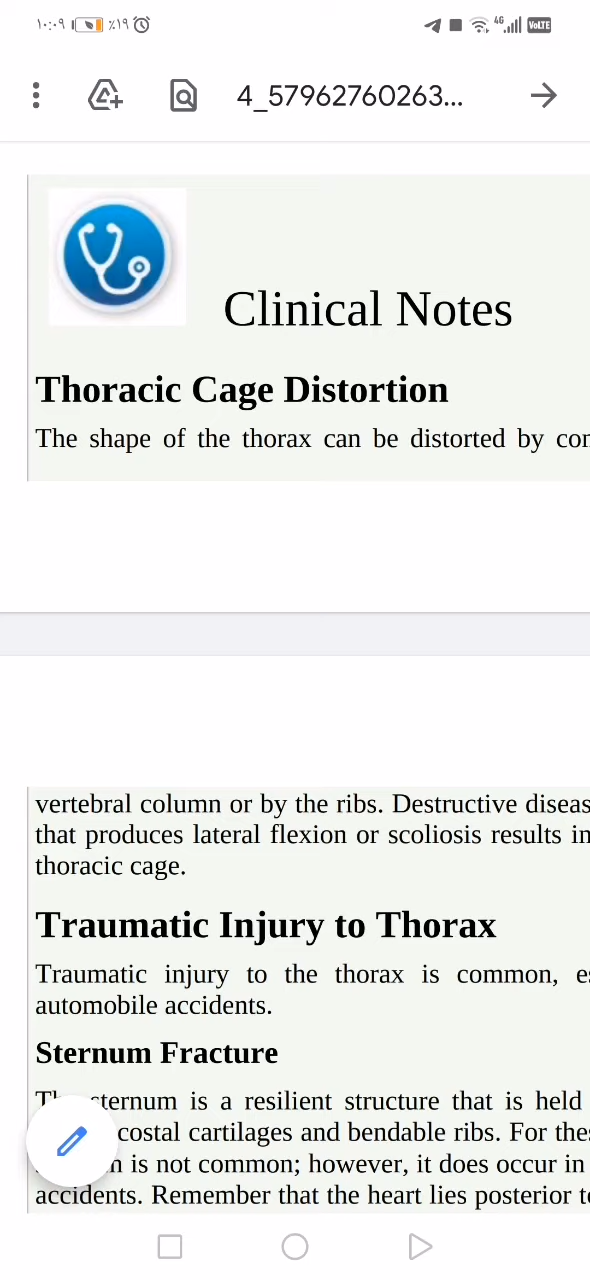 ١٠:٠٩ ٪١٩ 4G VoLTE
4_57962760263...
Clinical Notes
Thoracic Cage Distortion
The shape of the thorax can be distorted by
vertebral column or by the ribs. Destructive
that produces lateral flexion or scoliosis results in
thoracic cage.
Traumatic Injury to Thorax
Traumatic injury to the thorax is common,
automobile accidents.
Sternum Fracture
sternum is a resilient structure that is held
costal cartilages and bendable ribs. For
is not common; however, it does occur in
accidents. Remember that the heart lies posterior